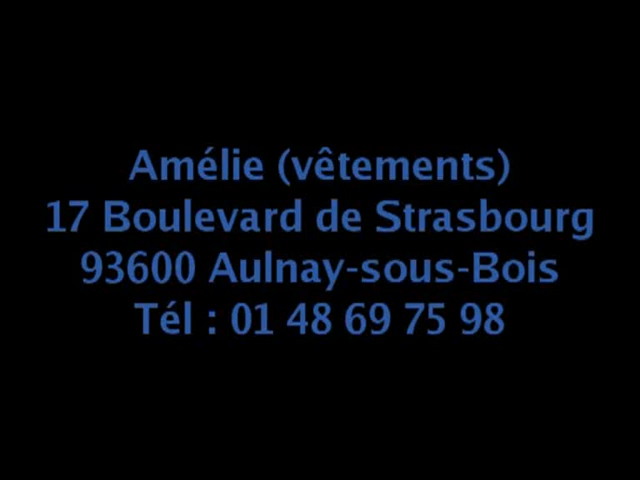 Amélie (vêtements)
17 Boulevard de Strasbourg
93600 Aulnay-sous-Bois
Tél : 01 48 69 75 98